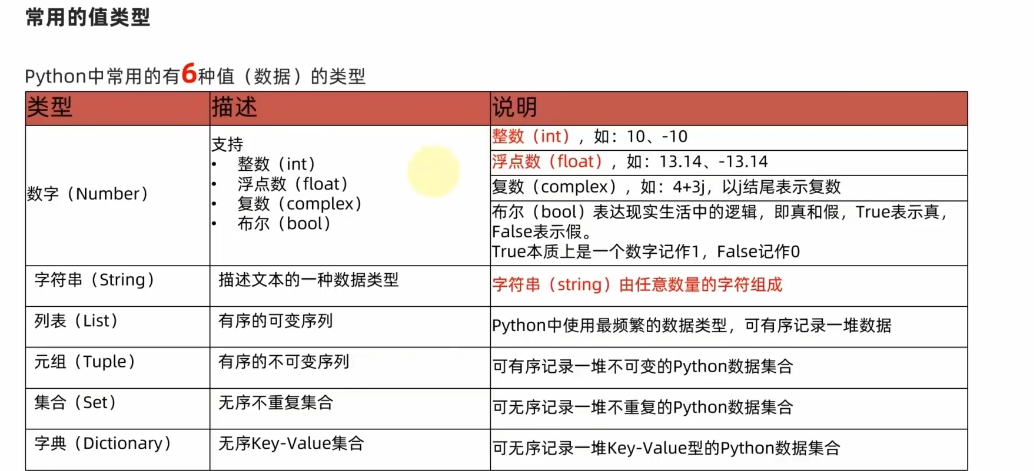 常用的值类型
Python中常用的有6种值（数据）的类型
类型 描述 说明
数字（Number）
支持
• 整数（int）
• 浮点数（float）
• 复数（complex）
• 布尔（bool）
整数（int），如：10、-10
浮点数（float），如：13.14、-13.14
复数（complex），如：4+3j，以j结尾表示复数
布尔（bool）表达现实生活中的逻辑，即真和假，True表示真，
False表示假。
True本质上是一个数字记作1，False记作0
字符串（String） 描述文本的一种数据类型 字符串（string）由任意数量的字符组成
列表（List） 有序的可变序列 Python中使用最频繁的数据类型，可有序记录一堆数据
元组（Tuple） 有序的不可变序列 可有序记录一堆不可变的Python数据集合
集合（Set） 无序不重复集合 可无序记录一堆不重复的Python数据集合
字典（Dictionary） 无序Key-Value集合 可无序记录一堆Key-Value型的Python数据集合